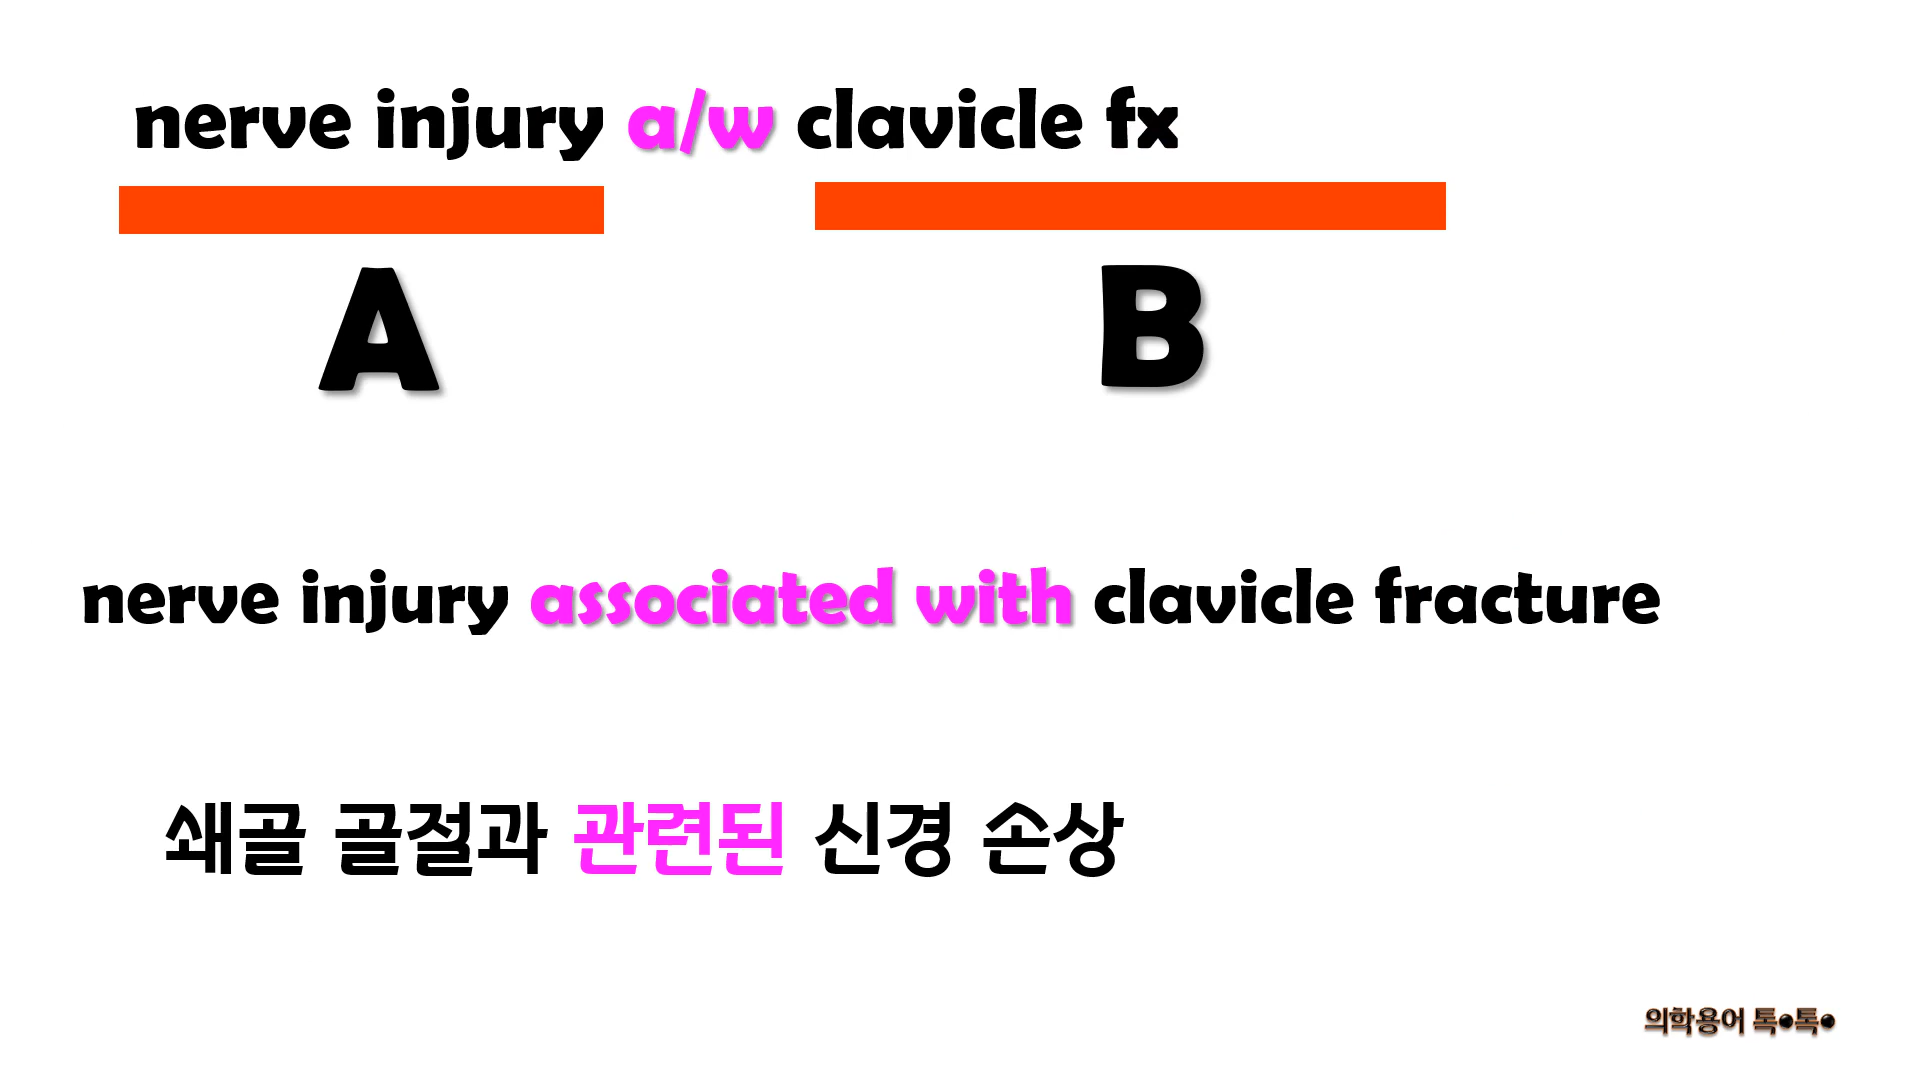 nerve injury a/w clavicle fx
A B
nerve injury associated with clavicle fracture
쇄골 골절과 관련된 신경 손상
의학용어 톡•톡•